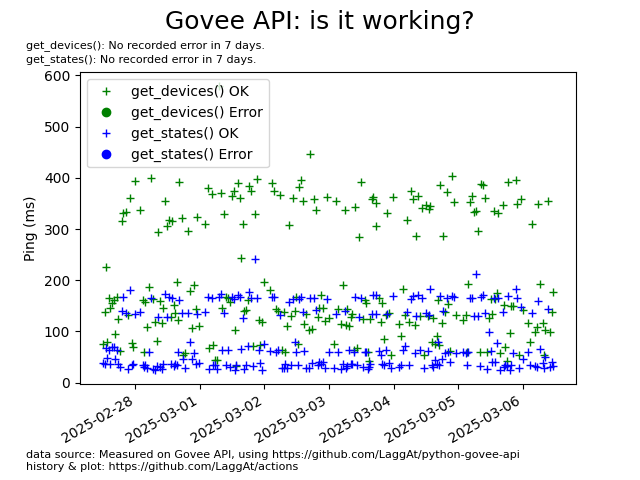 Govee API: is it working?
get_devices(): No recorded error in 7 days.
get_states(): No recorded error in 7 days.
600
500
400
300
200
100
0
Ping (ms)
get_devices() OK
get_devices() Error
get_states() OK
get_states() Error
2025-02-28
2025-03-01
2025-03-02
2025-03-03
2025-03-04
2025-03-05
2025-03-06
data source: Measured on Govee API, using https://github.com/LaggAt/python-govee-api
history & plot: https://github.com/LaggAt/actions